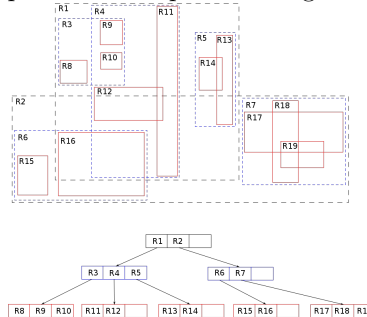 R1
R4
R11
R3
R9
R5
R13
R10
R8
R14
R12
R2
R7
R18
R17
R6
R16
R19
R15
R1 R2
R3 R4 R5
R6 R7
R8 R9 R10
R11 R12
R13 R14
R15 R16
R17 R18